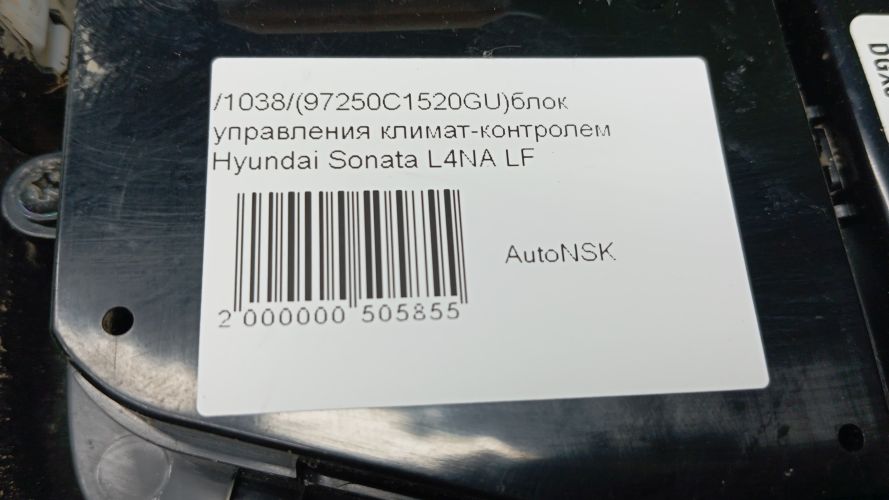 /1038/(97250C1520GU)блок
управления климат-контролем
Hyundai Sonata L4NA LF
AutoNSK
2 000000 505855